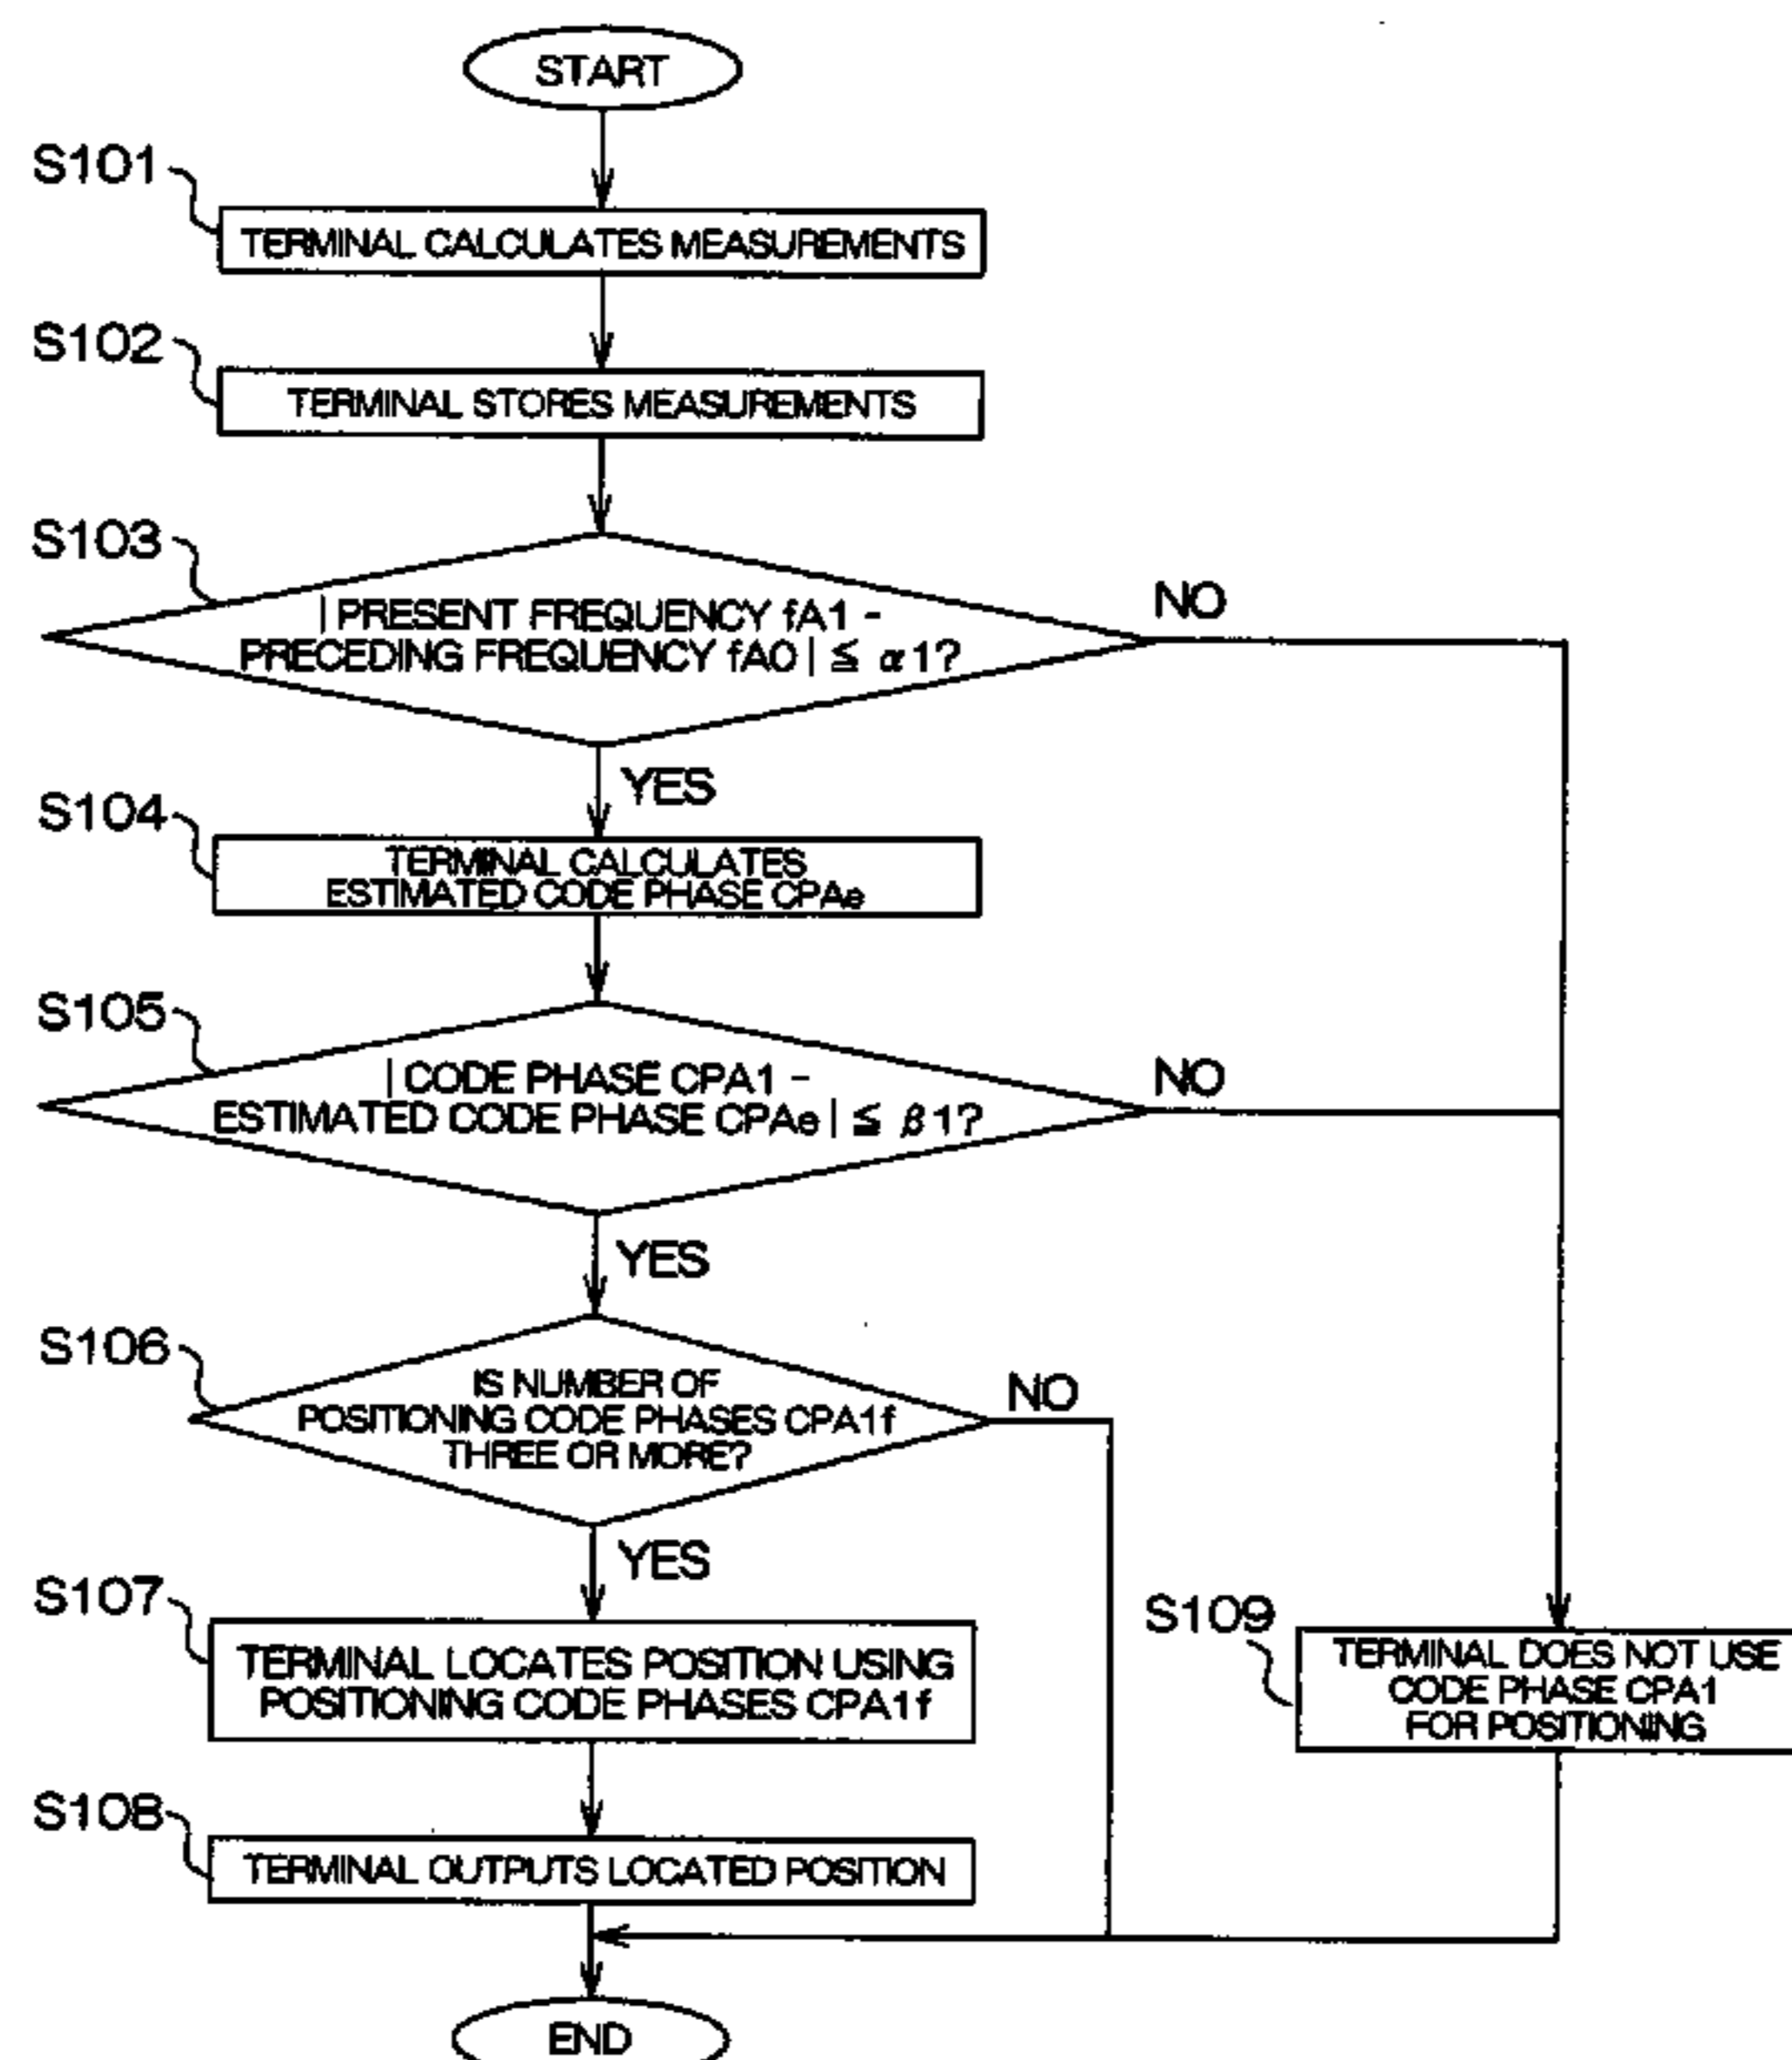 START
S101
TERMINAL CALCULATES MEASUREMENTS
S102
TERMINAL STORES MEASUREMENTS
S103
| PRESENT FREQUENCY fA1 -
PRECEDING FREQUENCY fA0 | ≦ α1?
NO
YES
S104
TERMINAL CALCULATES
ESTIMATED CODE PHASE CPAe
S105
| CODE PHASE CPA1 -
ESTIMATED CODE PHASE CPAe | ≦ β1?
NO
YES
S106
IS NUMBER OF
POSITIONING CODE PHASES CPA1f
THREE OR MORE?
NO
YES
S107
TERMINAL LOCATES POSITION USING
POSITIONING CODE PHASES CPA1f
S109
TERMINAL DOES NOT USE
CODE PHASE CPA1
FOR POSITIONING
S108
TERMINAL OUTPUTS LOCATED POSITION
END